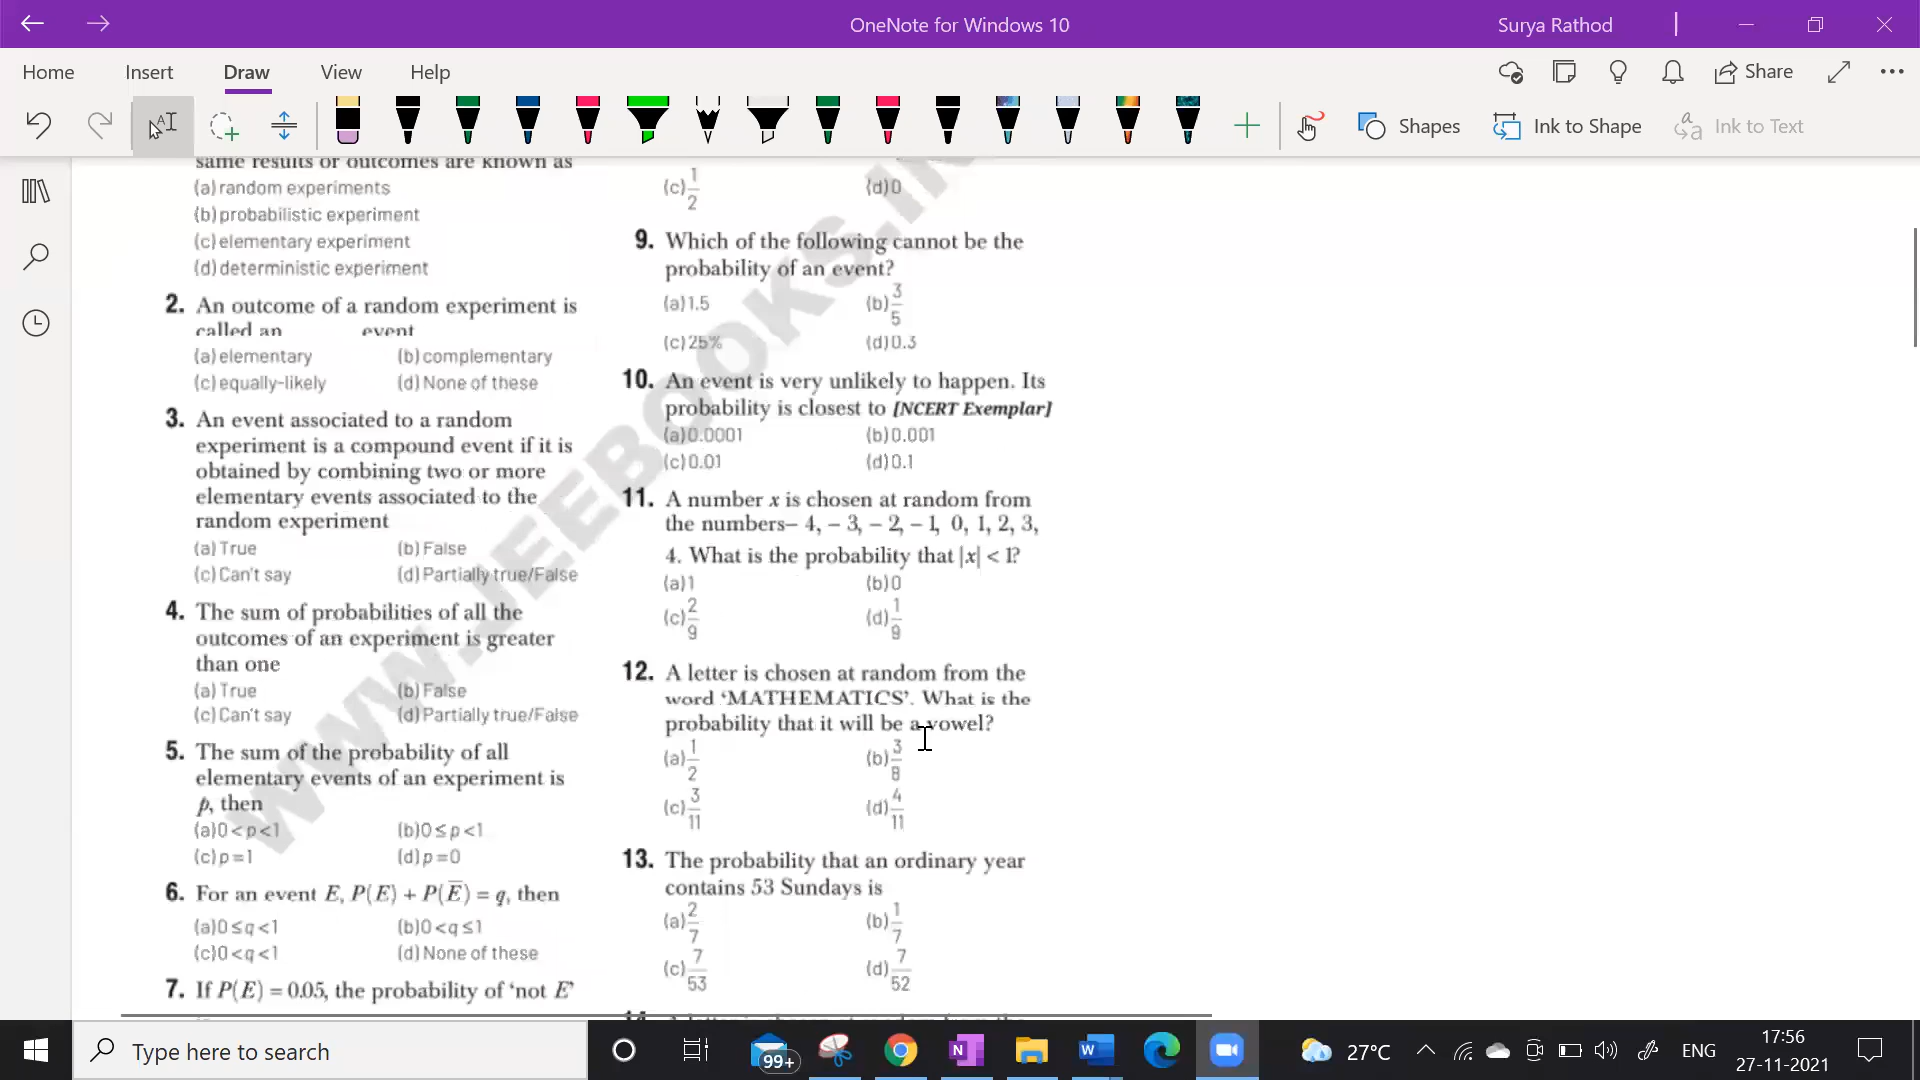 OneNote for Windows 10
Surya Rathod
Home Insert Draw View Help
Share
Shapes Ink to Shape Ink to Text
same results or outcomes are known as
(a) random experiments
(b) probabilistic experiment
(c) elementary experiment
(d) deterministic experiment
2. An outcome of a random experiment is
called an event
(a) elementary (b) complementary
(c) equally-likely (d) None of these
3. An event associated to a random
experiment is a compound event if it is
obtained by combining two or more
elementary events associated to the
random experiment
(a) True (b) False
(c) Can't say (d) Partially true/False
4. The sum of probabilities of all the
outcomes of an experiment is greater
than one
(a) True (b) False
(c) Can't say (d) Partially true/False
5. The sum of the probability of all
elementary events of an experiment is
p, then
(a) 0 < p < 1 (b) 0 ≤ p < 1
(c) p = 1 (d) p = 0
6. For an event E, P(E) + P(E̅) = q, then
(a) 0 ≤ q < 1 (b) 0 < q ≤ 1
(c) 0 < q < 1 (d) None of these
7. If P(E) = 0.05, the probability of 'not E'
(c) 1/2 (d) 0
9. Which of the following cannot be the
probability of an event?
(a) 1.5 (b) 3/5
(c) 25% (d) 0.3
10. An event is very unlikely to happen. Its
probability is closest to [NCERT Exemplar]
(a) 0.0001 (b) 0.001
(c) 0.01 (d) 0.1
11. A number x is chosen at random from
the numbers– 4, – 3, – 2, – 1, 0, 1, 2, 3,
4. What is the probability that |x| < 1?
(a) 1 (b) 0
(c) 2/9 (d) 1/9
12. A letter is chosen at random from the
word 'MATHEMATICS'. What is the
probability that it will be a vowel?
(a) 1/2 (b) 3/8
(c) 3/11 (d) 4/11
13. The probability that an ordinary year
contains 53 Sundays is
(a) 2/7 (b) 1/7
(c) 7/53 (d) 7/52
WWW.JEEBOOKS.IN
Type here to search
99+
27°C
ENG
17:56
27-11-2021